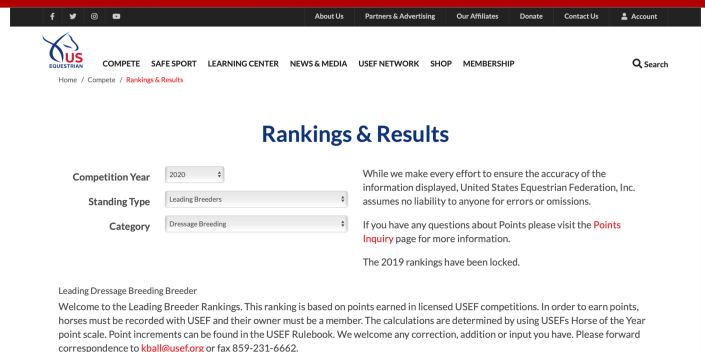 About Us Partners & Advertising Our Affiliates Donate Contact Us Account
US
EQUESTRIAN
COMPETE SAFE SPORT LEARNING CENTER NEWS & MEDIA USEF NETWORK SHOP MEMBERSHIP Search
Home / Compete / Rankings & Results
Rankings & Results
Competition Year 2020
Standing Type Leading Breeders
Category Dressage Breeding
While we make every effort to ensure the accuracy of the
information displayed, United States Equestrian Federation, Inc.
assumes no liability to anyone for errors or omissions.
If you have any questions about Points please visit the Points
Inquiry page for more information.
The 2019 rankings have been locked.
Leading Dressage Breeding Breeder
Welcome to the Leading Breeder Rankings. This ranking is based on points earned in licensed USEF competitions. In order to earn points,
horses must be recorded with USEF and their owner must be a member. The calculations are determined by using USEFs Horse of the Year
point scale. Point increments can be found in the USEF Rulebook. We welcome any correction, addition or input you have. Please forward
correspondence to kball@usef.org or fax 859-231-6662.